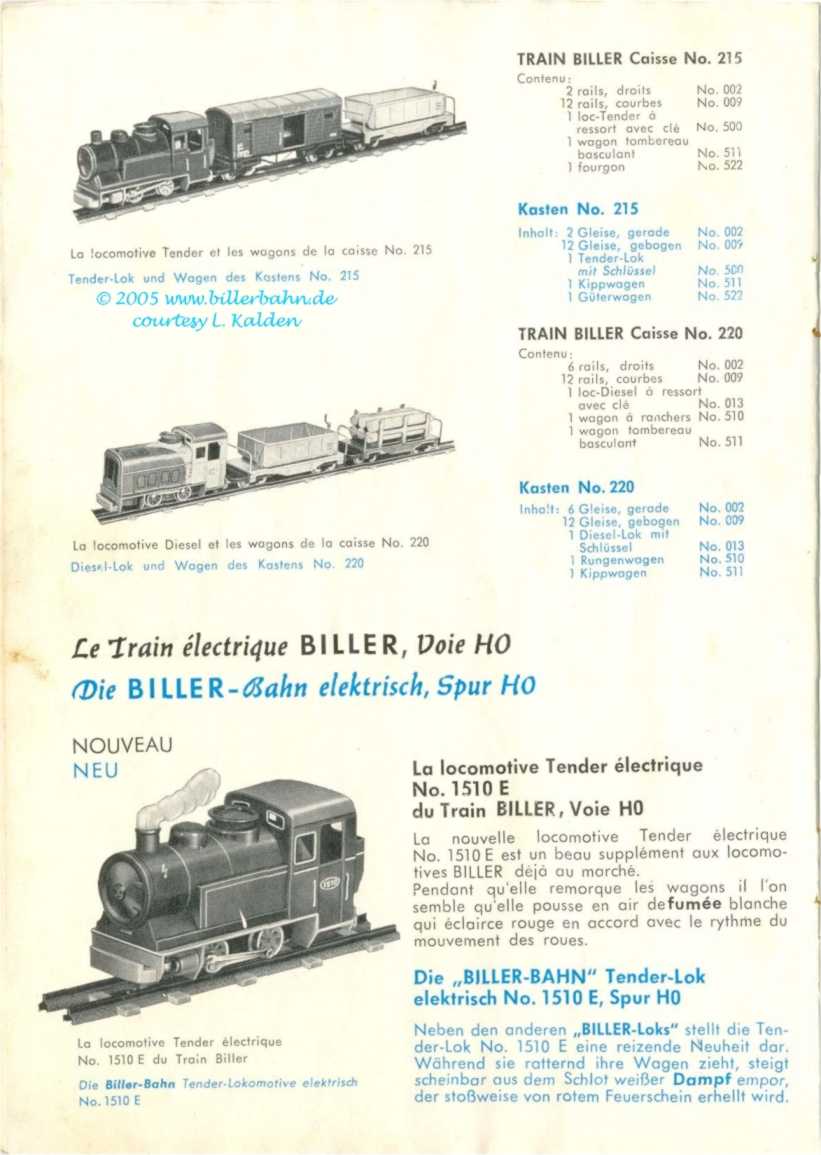 TRAIN BILLER Caisse No. 215
Contenu:
2 rails, droits No. 002
12 rails, courbes No. 009
1 loc-Tender à
ressort avec clé No. 500
1 wagon tombereau
basculant No. 511
1 fourgon No. 522
La locomotive Tender et les wagons de la caisse No. 215
Tender-Lok und Wagen des Kastens No. 215
© 2005 www.billerbahn.de
courtesy L. Kalden
Kasten No. 215
Inhalt: 2 Gleise, gerade No. 002
12 Gleise, gebogen No. 009
1 Tender-Lok
mit Schlüssel No. 500
1 Kippwagen No. 511
1 Güterwagen No. 522
TRAIN BILLER Caisse No. 220
Contenu:
6 rails, droits No. 002
12 rails, courbes No. 009
1 loc-Diesel à ressort
avec clé No. 013
1 wagon à ranchers No. 510
1 wagon tombereau
basculant No. 511
La locomotive Diesel et les wagons de la caisse No. 220
Diesel-Lok und Wagen des Kastens No. 220
Kasten No. 220
Inhalt: 6 Gleise, gerade No. 002
12 Gleise, gebogen No. 009
1 Diesel-Lok mit
Schlüssel No. 013
1 Rungenwagen No. 510
1 Kippwagen No. 511
Le Train électrique BILLER, Voie HO
Die BILLER-Bahn elektrisch, Spur HO
NOUVEAU
NEU
1510
La locomotive Tender électrique
No. 1510 E du Train Biller
Die Biller-Bahn Tender-Lokomotive elektrisch
No. 1510 E
La locomotive Tender électrique
No. 1510 E
du Train BILLER, Voie HO
La nouvelle locomotive Tender électrique
No. 1510 E est un beau supplément aux locomo-
tives BILLER déjà au marché.
Pendant qu'elle remorque les wagons il l'on
semble qu'elle pousse en air de fumée blanche
qui éclairce rouge en accord avec le rythme du
mouvement des roues.
Die „BILLER-BAHN“ Tender-Lok
elektrisch No. 1510 E, Spur HO
Neben den anderen „BILLER-Loks“ stellt die Ten-
der-Lok No. 1510 E eine reizende Neuheit dar.
Während sie ratternd ihre Wagen zieht, steigt
scheinbar aus dem Schlot weißer Dampf empor,
der stoßweise von rotem Feuerschein erhellt wird.